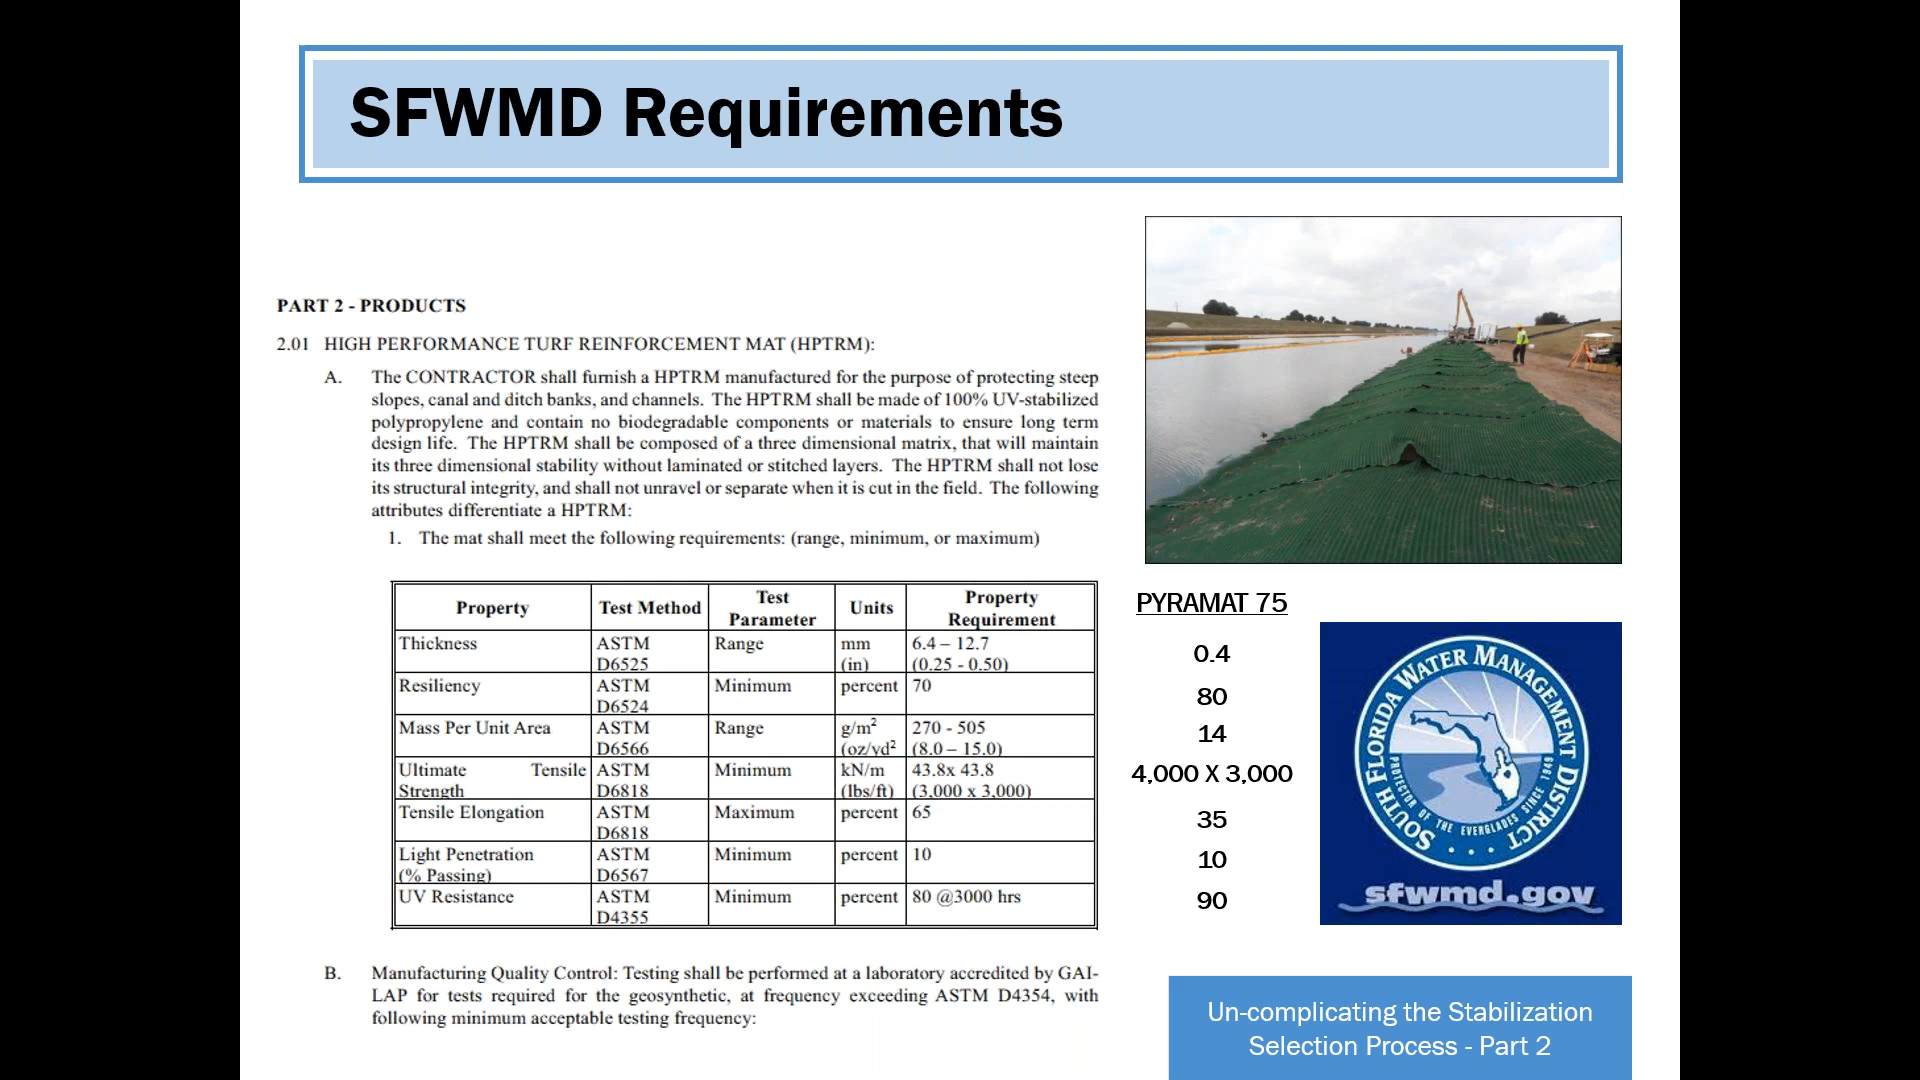 SFWMD Requirements
PART 2 - PRODUCTS
2.01 HIGH PERFORMANCE TURF REINFORCEMENT MAT (HPTRM):
A. The CONTRACTOR shall furnish a HPTRM manufactured for the purpose of protecting steep
slopes, canal and ditch banks, and channels. The HPTRM shall be made of 100% UV-stabilized
polypropylene and contain no biodegradable components or materials to ensure long term
design life. The HPTRM shall be composed of a three dimensional matrix, that will maintain
its three dimensional stability without laminated or stitched layers. The HPTRM shall not lose
its structural integrity, and shall not unravel or separate when it is cut in the field. The following
attributes differentiate a HPTRM:
1. The mat shall meet the following requirements: (range, minimum, or maximum)
Property Test Method Test Parameter Units Property Requirement
Thickness ASTM D6525 Range mm (in) 6.4 – 12.7 (0.25 - 0.50)
Resiliency ASTM D6524 Minimum percent 70
Mass Per Unit Area ASTM D6566 Range g/m² (oz/yd² 270 - 505 (8.0 – 15.0)
Ultimate Tensile Strength ASTM D6818 Minimum kN/m (lbs/ft) 43.8x 43.8 (3,000 x 3,000)
Tensile Elongation ASTM D6818 Maximum percent 65
Light Penetration (% Passing) ASTM D6567 Minimum percent 10
UV Resistance ASTM D4355 Minimum percent 80 @3000 hrs
B. Manufacturing Quality Control: Testing shall be performed at a laboratory accredited by GAI-
LAP for tests required for the geosynthetic, at frequency exceeding ASTM D4354, with
following minimum acceptable testing frequency:
PYRAMAT 75
0.4
80
14
4,000 X 3,000
35
10
90
SOUTH FLORIDA WATER MANAGEMENT DISTRICT
PROTECTOR OF THE EVERGLADES SINCE 1949
sfwmd.gov
Un-complicating the Stabilization
Selection Process - Part 2